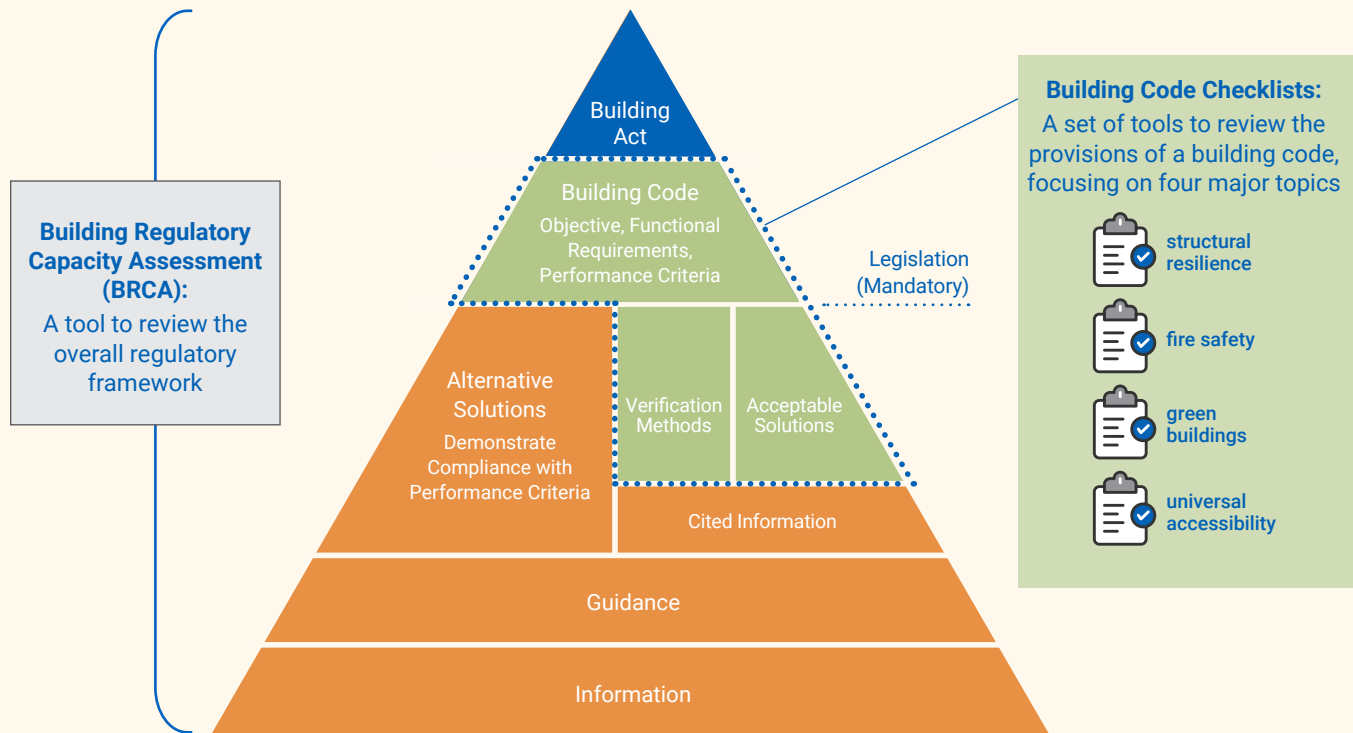 Building Regulatory
Capacity Assessment
(BRCA):
A tool to review the
overall regulatory
framework
Building
Act
Building Code
Objective, Functional
Requirements,
Performance Criteria
Legislation
(Mandatory)
Alternative
Solutions
Demonstrate
Compliance with
Performance Criteria
Verification
Methods
Acceptable
Solutions
Cited Information
Guidance
Information
Building Code Checklists:
A set of tools to review the
provisions of a building code,
focusing on four major topics
structural
resilience
fire safety
green
buildings
universal
accessibility